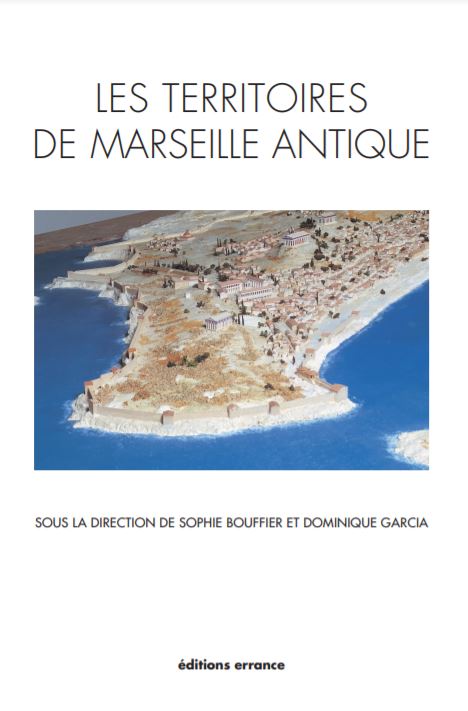 LES TERRITOIRES
DE MARSEILLE ANTIQUE
SOUS LA DIRECTION DE SOPHIE BOUFFIER ET DOMINIQUE GARCIA
éditions errance